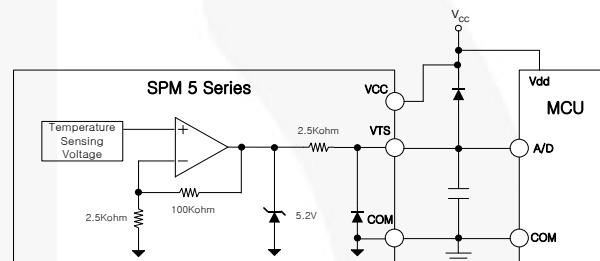 VCC
SPM 5 Series
VCC
Vdd
MCU
Temperature
Sensing
Voltage
+
−
2.5Kohm
VTS
A/D
100Kohm
2.5Kohm
5.2V
COM
COM